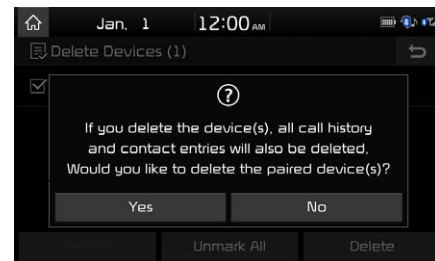 Jan. 1 12:00 AM
Delete Devices (1)
If you delete the device(s), all call history
and contact entries will also be deleted.
Would you like to delete the paired device(s)?
Yes No
Unmark All Delete